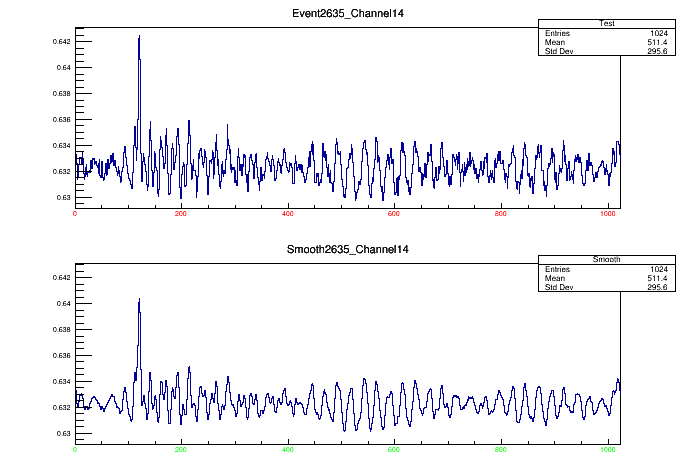 Event2635_Channel14
Test
Entries 1024
Mean 511.4
Std Dev 295.6
0.642
0.64
0.638
0.636
0.634
0.632
0.63
0 200 400 600 800 1000
Smooth2635_Channel14
Smooth
Entries 1024
Mean 511.4
Std Dev 295.6
0.642
0.64
0.638
0.636
0.634
0.632
0.63
0 200 400 600 800 1000